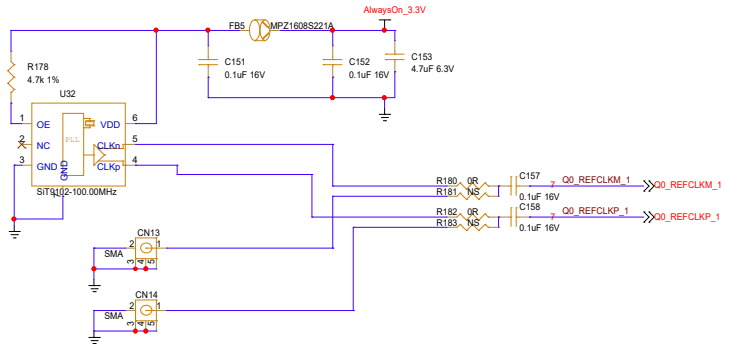 AlwaysOn_3.3V
FB5 MPZ1608S221A
R178
4.7k 1%
C151
0.1uF 16V
C152
0.1uF 16V
C153
4.7uF 6.3V
U32
1 OE VDD 6
2 NC CLKn 5
3 GND CLKp 4
PLL
GND
SiT9102-100.00MHz
R180 0R
R181 NS
C157
0.1uF 16V
7 Q0_REFCLKM_1
Q0_REFCLKM_1
R182 0R
R183 NS
C158
0.1uF 16V
7 Q0_REFCLKP_1
Q0_REFCLKP_1
CN13
2 1
SMA
3 4 5
CN14
2 1
SMA
3 4 5